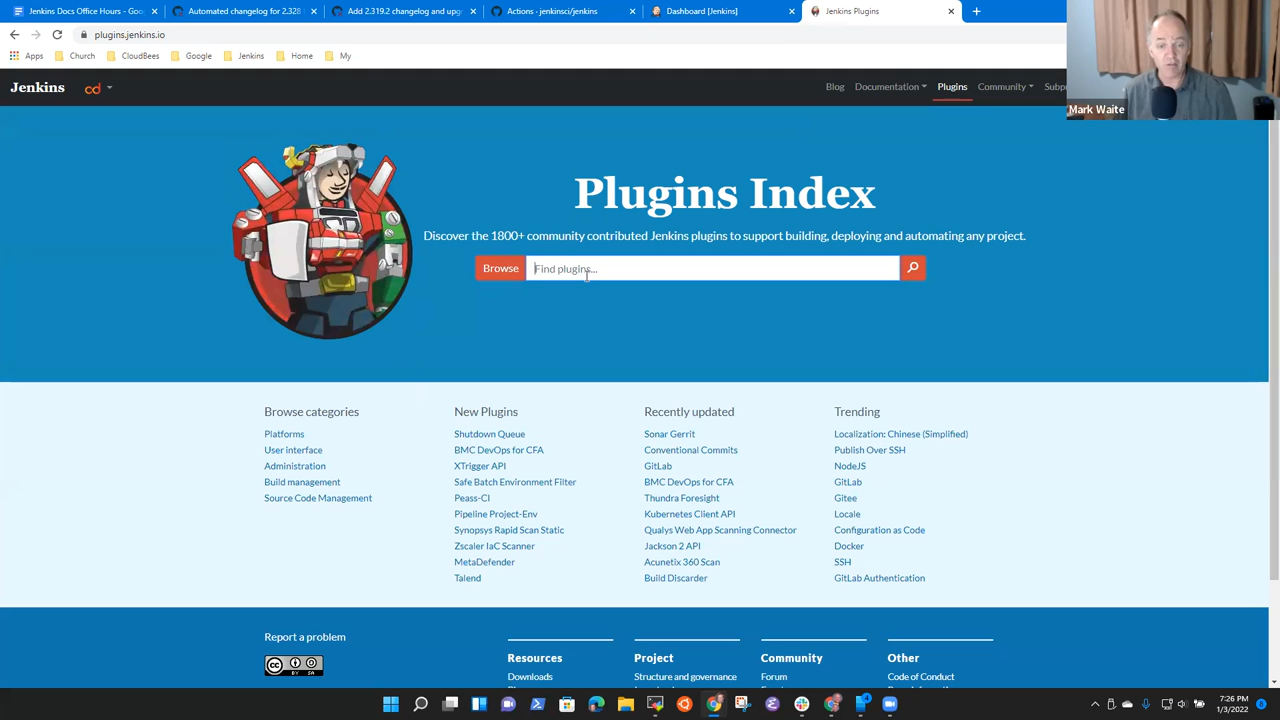 Jenkins Docs Office Hours - Goo
Automated changelog for 2.328
Add 2.319.2 changelog and upgr
Actions · jenkinsci/jenkins
Dashboard [Jenkins]
Jenkins Plugins
plugins.jenkins.io
Apps
Church
CloudBees
Google
Jenkins
Home
My
Jenkins
cd
Blog
Documentation
Plugins
Community
Mark Waite
Plugins Index
Discover the 1800+ community contributed Jenkins plugins to support building, deploying and automating any project.
Browse
Find plugins...
Browse categories
Platforms
User interface
Administration
Build management
Source Code Management
New Plugins
Shutdown Queue
BMC DevOps for CFA
XTrigger API
Safe Batch Environment Filter
Peass-CI
Pipeline Project-Env
Synopsys Rapid Scan Static
Zscaler IaC Scanner
MetaDefender
Talend
Recently updated
Sonar Gerrit
Conventional Commits
GitLab
BMC DevOps for CFA
Thundra Foresight
Kubernetes Client API
Qualys Web App Scanning Connector
Jackson 2 API
Acunetix 360 Scan
Build Discarder
Trending
Localization: Chinese (Simplified)
Publish Over SSH
NodeJS
GitLab
Gitee
Locale
Configuration as Code
Docker
SSH
GitLab Authentication
Report a problem
CC BY SA
Resources
Downloads
Project
Structure and governance
Community
Forum
Other
Code of Conduct
7:26 PM
1/3/2022